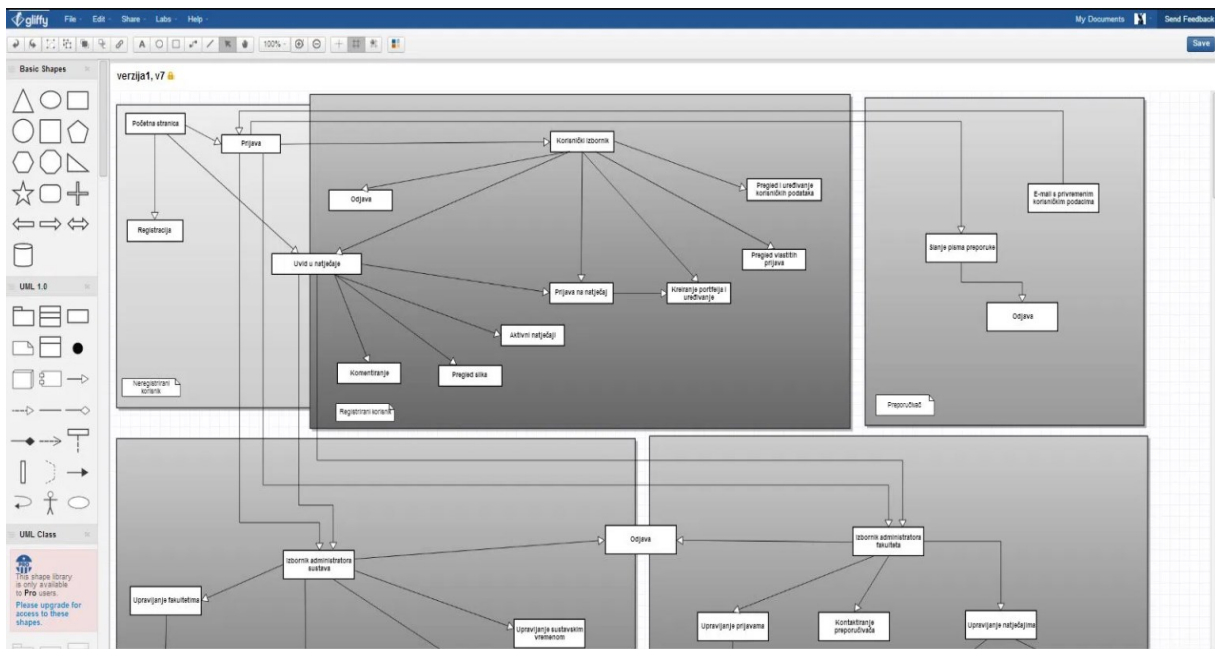 gliffy
File
Edit
Share
Labs
Help
My Documents
Send Feedback
100%
Save
Basic Shapes
verzija1, v7
Početna stranica
Prijava
Korisnički izbornik
Odjava
Pregled i uređivanje
korisničkih podataka
E-mail s privremenim
korisničkim podacima
Registracija
Slanje pisma preporuke
Uvid u natječaje
Pregled vlastitih
prijava
UML 1.0
Prijava na natječaj
Kreiranje portfelja i
uređivanje
Odjava
Aktivni natječaji
Komentiranje
Pregled slika
Neregistrirani
korisnik
Registrirani korisnik
Preporučivač
UML Class
Odjava
Izbornik administratora
sustava
Izbornik administratora
fakulteta
PRO
This shape library
is only available
to Pro users.
Please upgrade for
access to these
shapes.
Upravljanje fakultetima
Upravljanje sustavskim
vremenom
Upravljanje prijavama
Kontaktiranje
preporučivača
Upravljanje natječajima